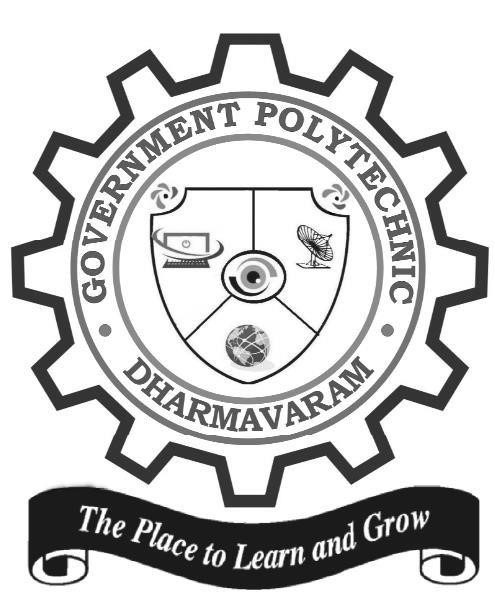 GOVERNMENT POLYTECHNIC
DHARMAVARAM
The Place to Learn and Grow